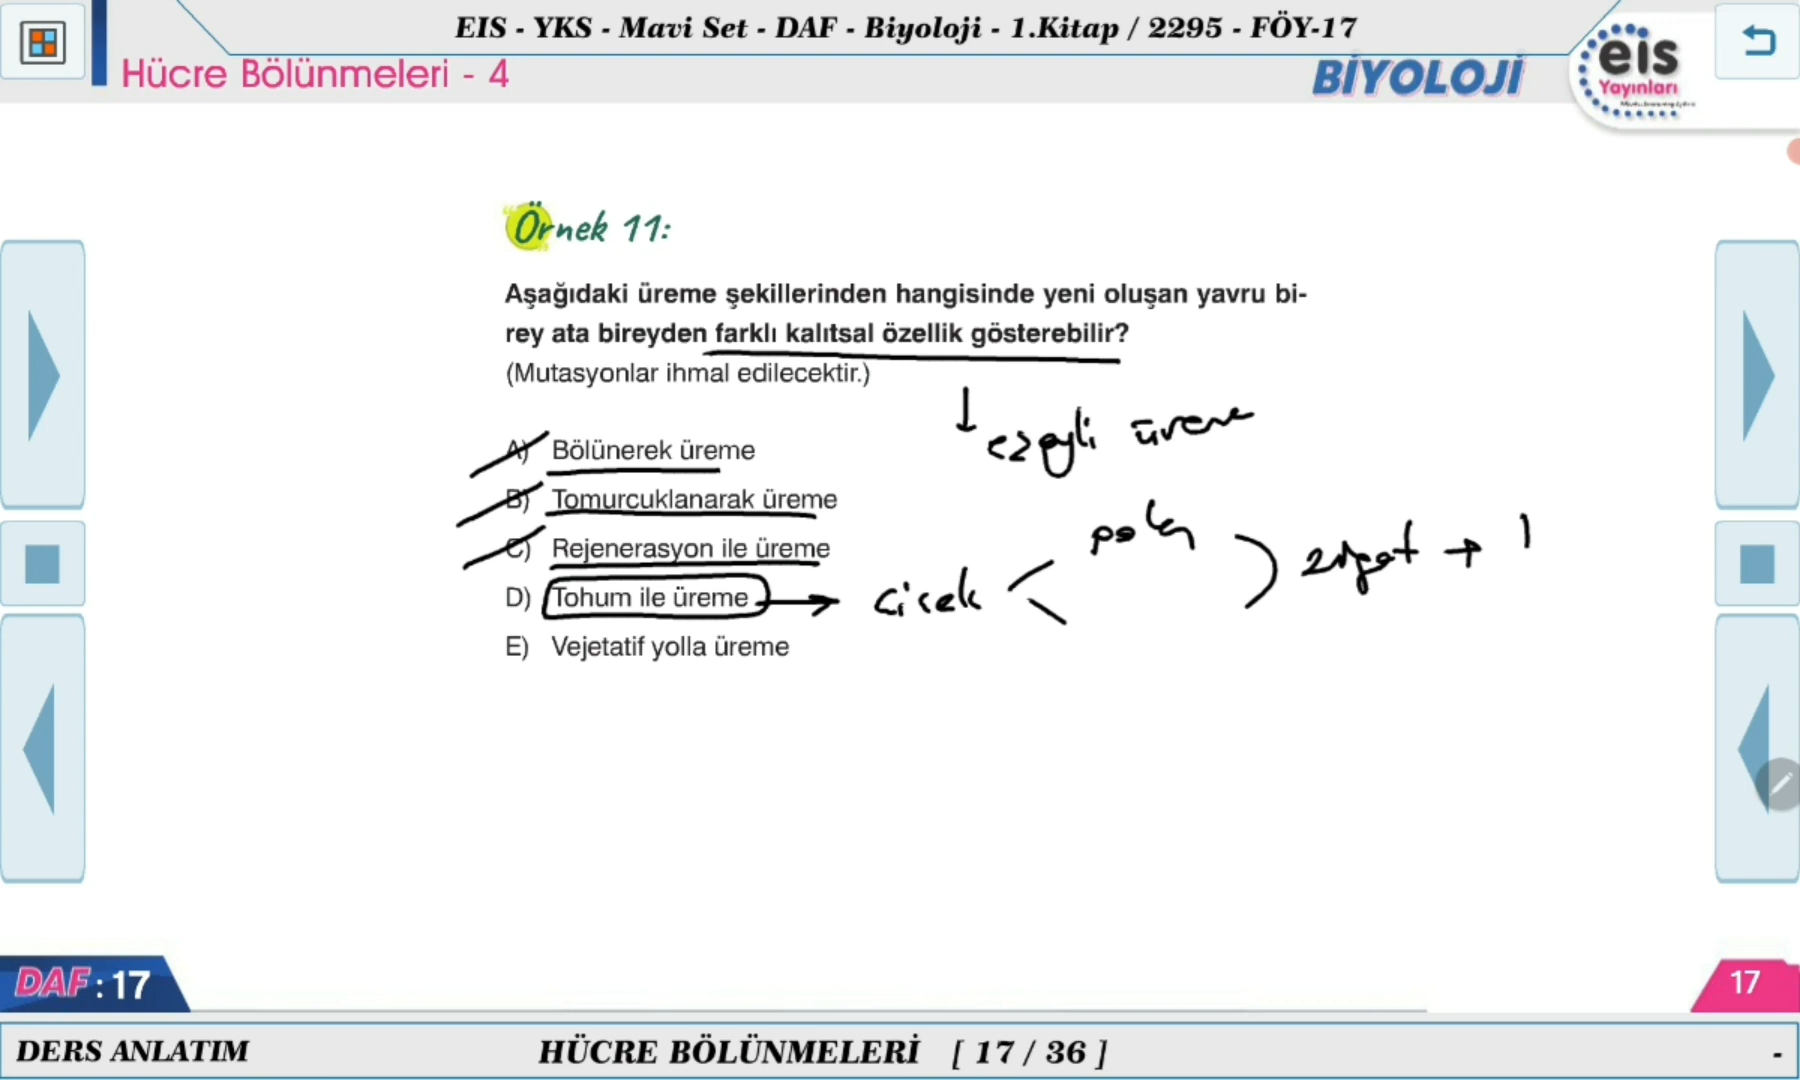 EIS - YKS - Mavi Set - DAF - Biyoloji - 1.Kitap / 2295 - FÖY-17
Hücre Bölünmeleri - 4
BİYOLOJİ
eis
Yayınları
Örnek 11:
Aşağıdaki üreme şekillerinden hangisinde yeni oluşan yavru bi-
rey ata bireyden farklı kalıtsal özellik gösterebilir?
(Mutasyonlar ihmal edilecektir.)
↓ eşeyli üreme
A) Bölünerek üreme
B) Tomurcuklanarak üreme
C) Rejenerasyon ile üreme
D) Tohum ile üreme → çiçek < polen ) zigot →
E) Vejetatif yolla üreme
DAF : 17
17
DERS ANLATIM
HÜCRE BÖLÜNMELERİ [ 17 / 36 ]
-